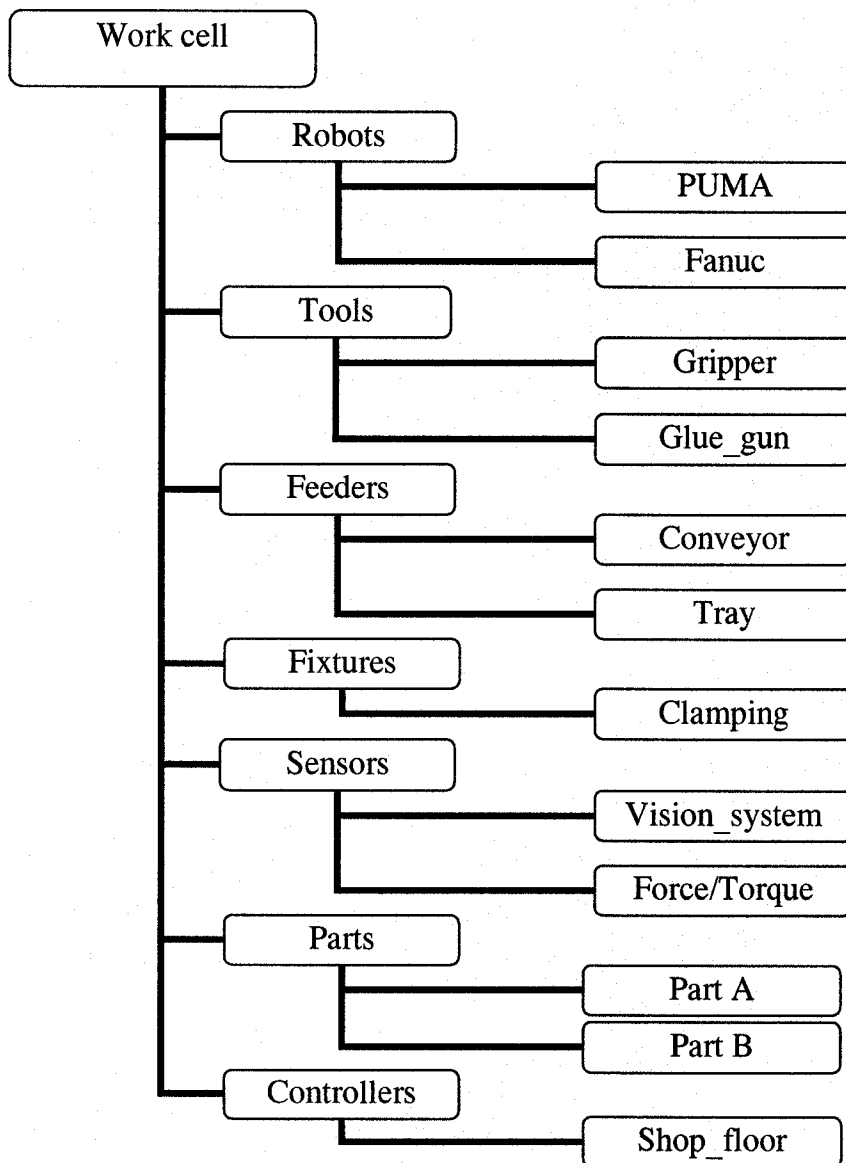 Work cell
Robots
PUMA
Fanuc
Tools
Gripper
Glue_gun
Feeders
Conveyor
Tray
Fixtures
Clamping
Sensors
Vision_system
Force/Torque
Parts
Part A
Part B
Controllers
Shop_floor